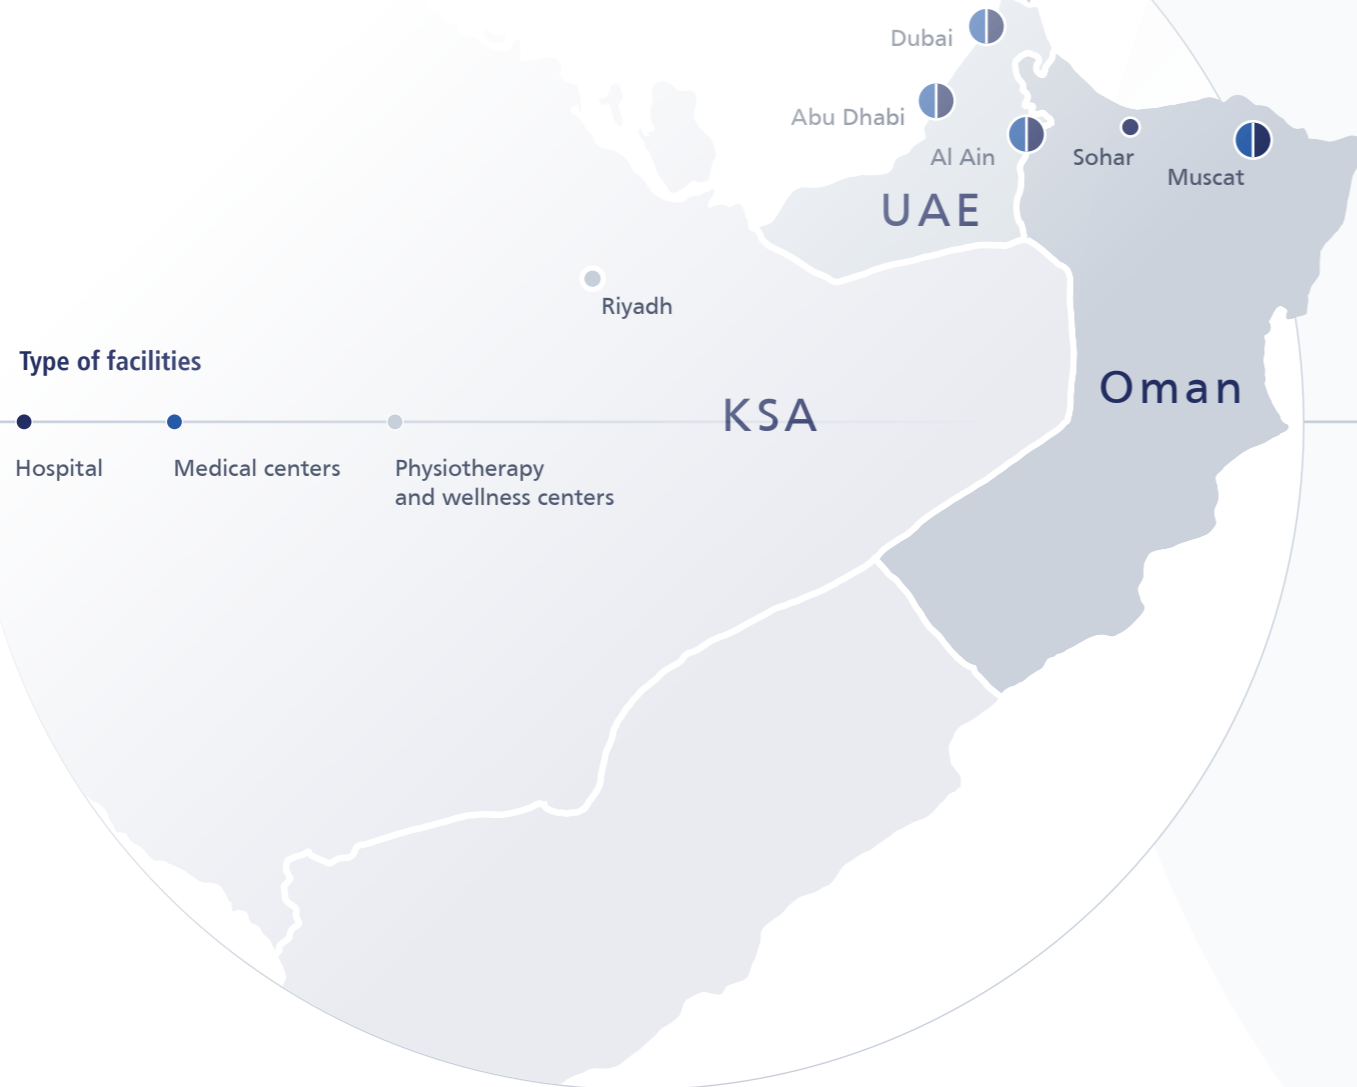 Dubai
Abu Dhabi
Al Ain
Sohar
Muscat
UAE
Riyadh
Type of facilities
Oman
KSA
Hospital
Medical centers
Physiotherapy
and wellness centers